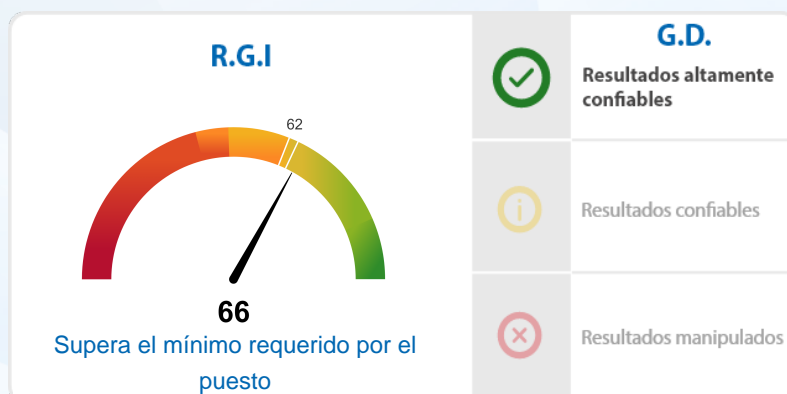 R.G.I
62
66
Supera el mínimo requerido por el
puesto
G.D.
Resultados altamente
confiables
Resultados confiables
Resultados manipulados